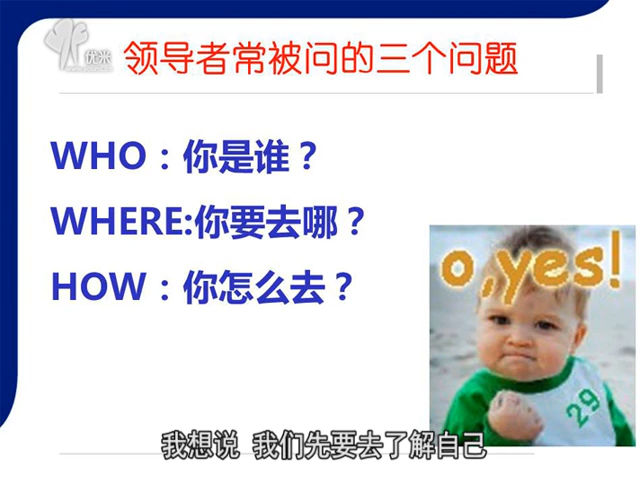 优米
领导者常被问的三个问题
WHO：你是谁？
WHERE:你要去哪？
HOW：你怎么去？
o,yes!
29
我想说 我们先要去了解自己